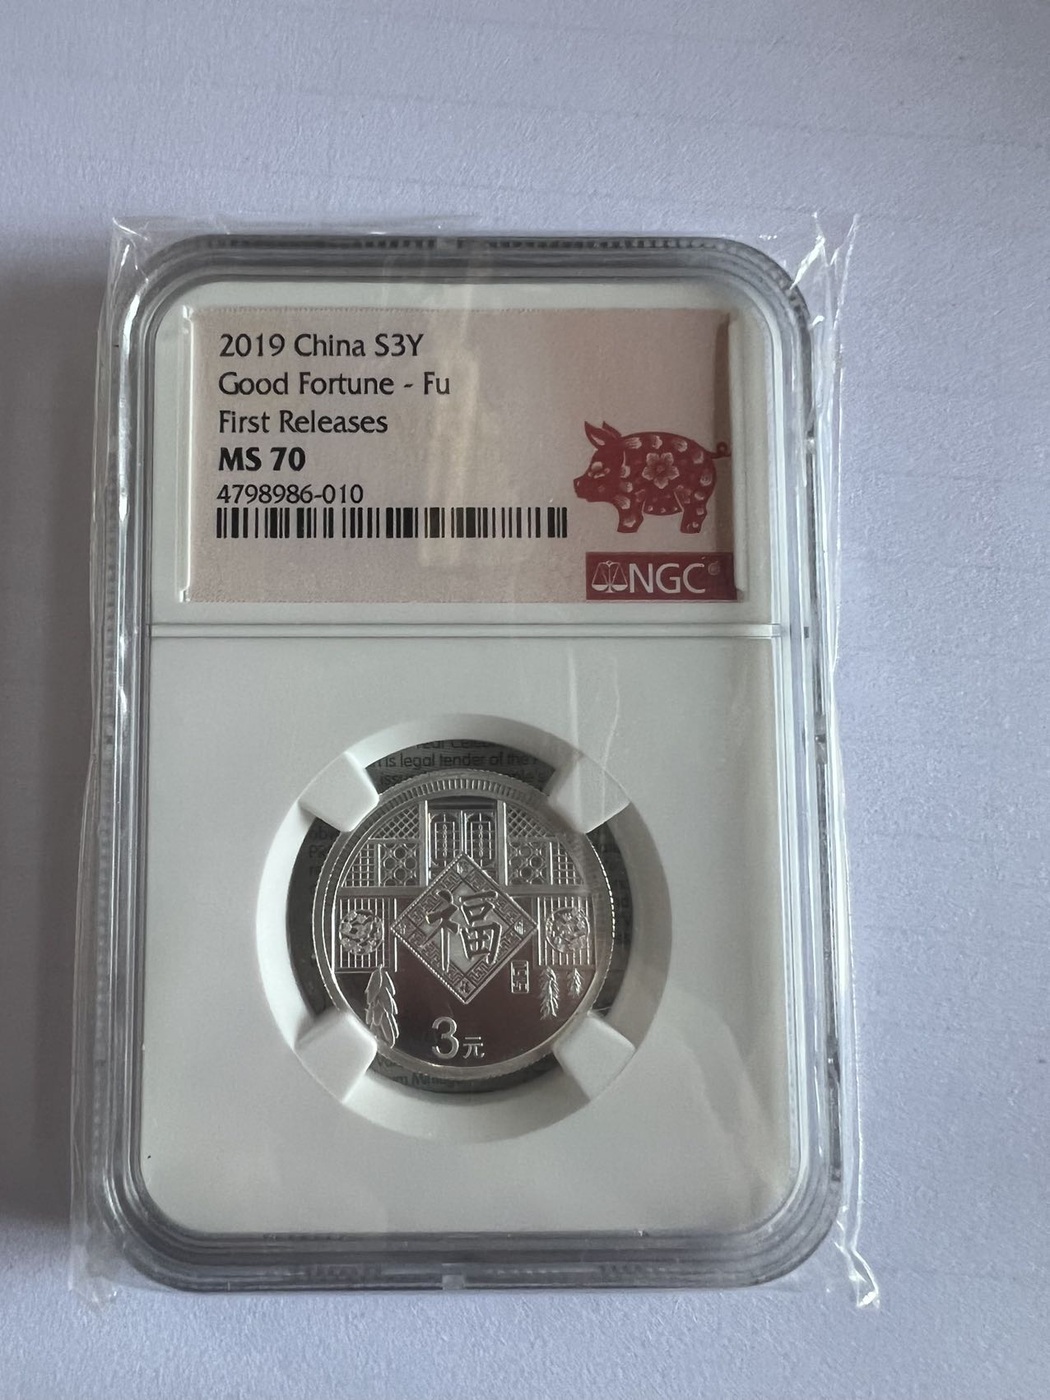 2019 China S3Y
Good Fortune - Fu
First Releases
MS 70
4798986-010
NGC
is legal tender of the
福
3元